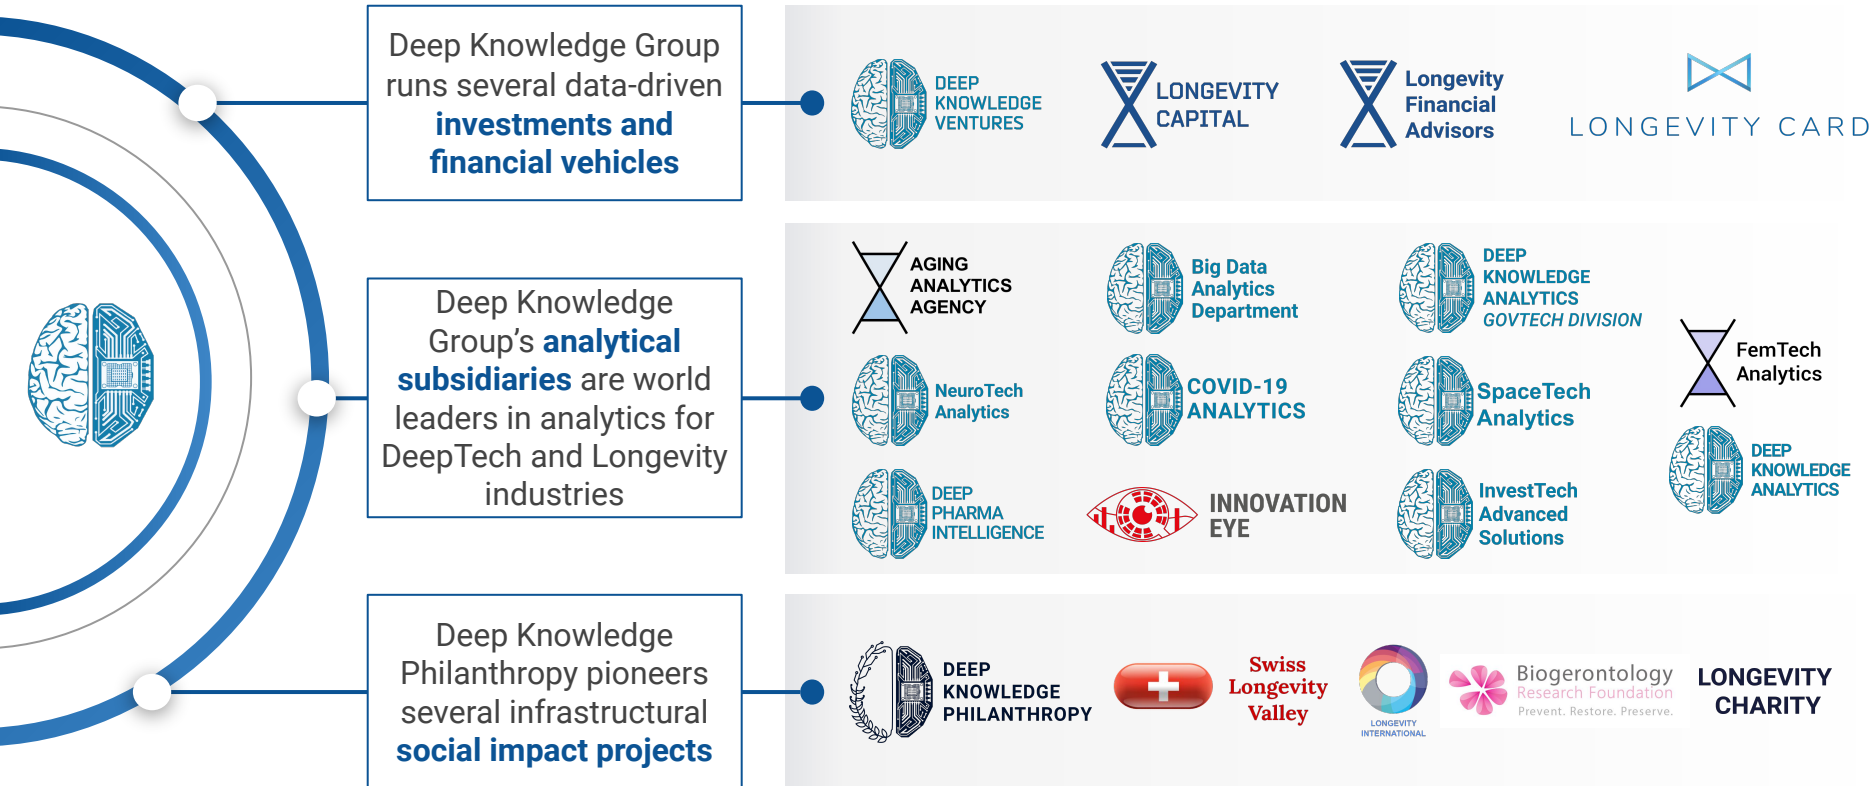 Deep Knowledge Group
runs several data-driven
investments and
financial vehicles
DEEP
KNOWLEDGE
VENTURES
LONGEVITY
CAPITAL
Longevity
Financial
Advisors
LONGEVITY CARD
Deep Knowledge
Group’s analytical
subsidiaries are world
leaders in analytics for
DeepTech and Longevity
industries
AGING
ANALYTICS
AGENCY
Big Data
Analytics
Department
DEEP
KNOWLEDGE
ANALYTICS
GOVTECH DIVISION
NeuroTech
Analytics
COVID-19
ANALYTICS
SpaceTech
Analytics
FemTech
Analytics
DEEP
PHARMA
INTELLIGENCE
INNOVATION
EYE
InvestTech
Advanced
Solutions
DEEP
KNOWLEDGE
ANALYTICS
Deep Knowledge
Philanthropy pioneers
several infrastructural
social impact projects
DEEP
KNOWLEDGE
PHILANTHROPY
Swiss
Longevity
Valley
LONGEVITY
INTERNATIONAL
Biogerontology
Research Foundation
Prevent. Restore. Preserve.
LONGEVITY
CHARITY